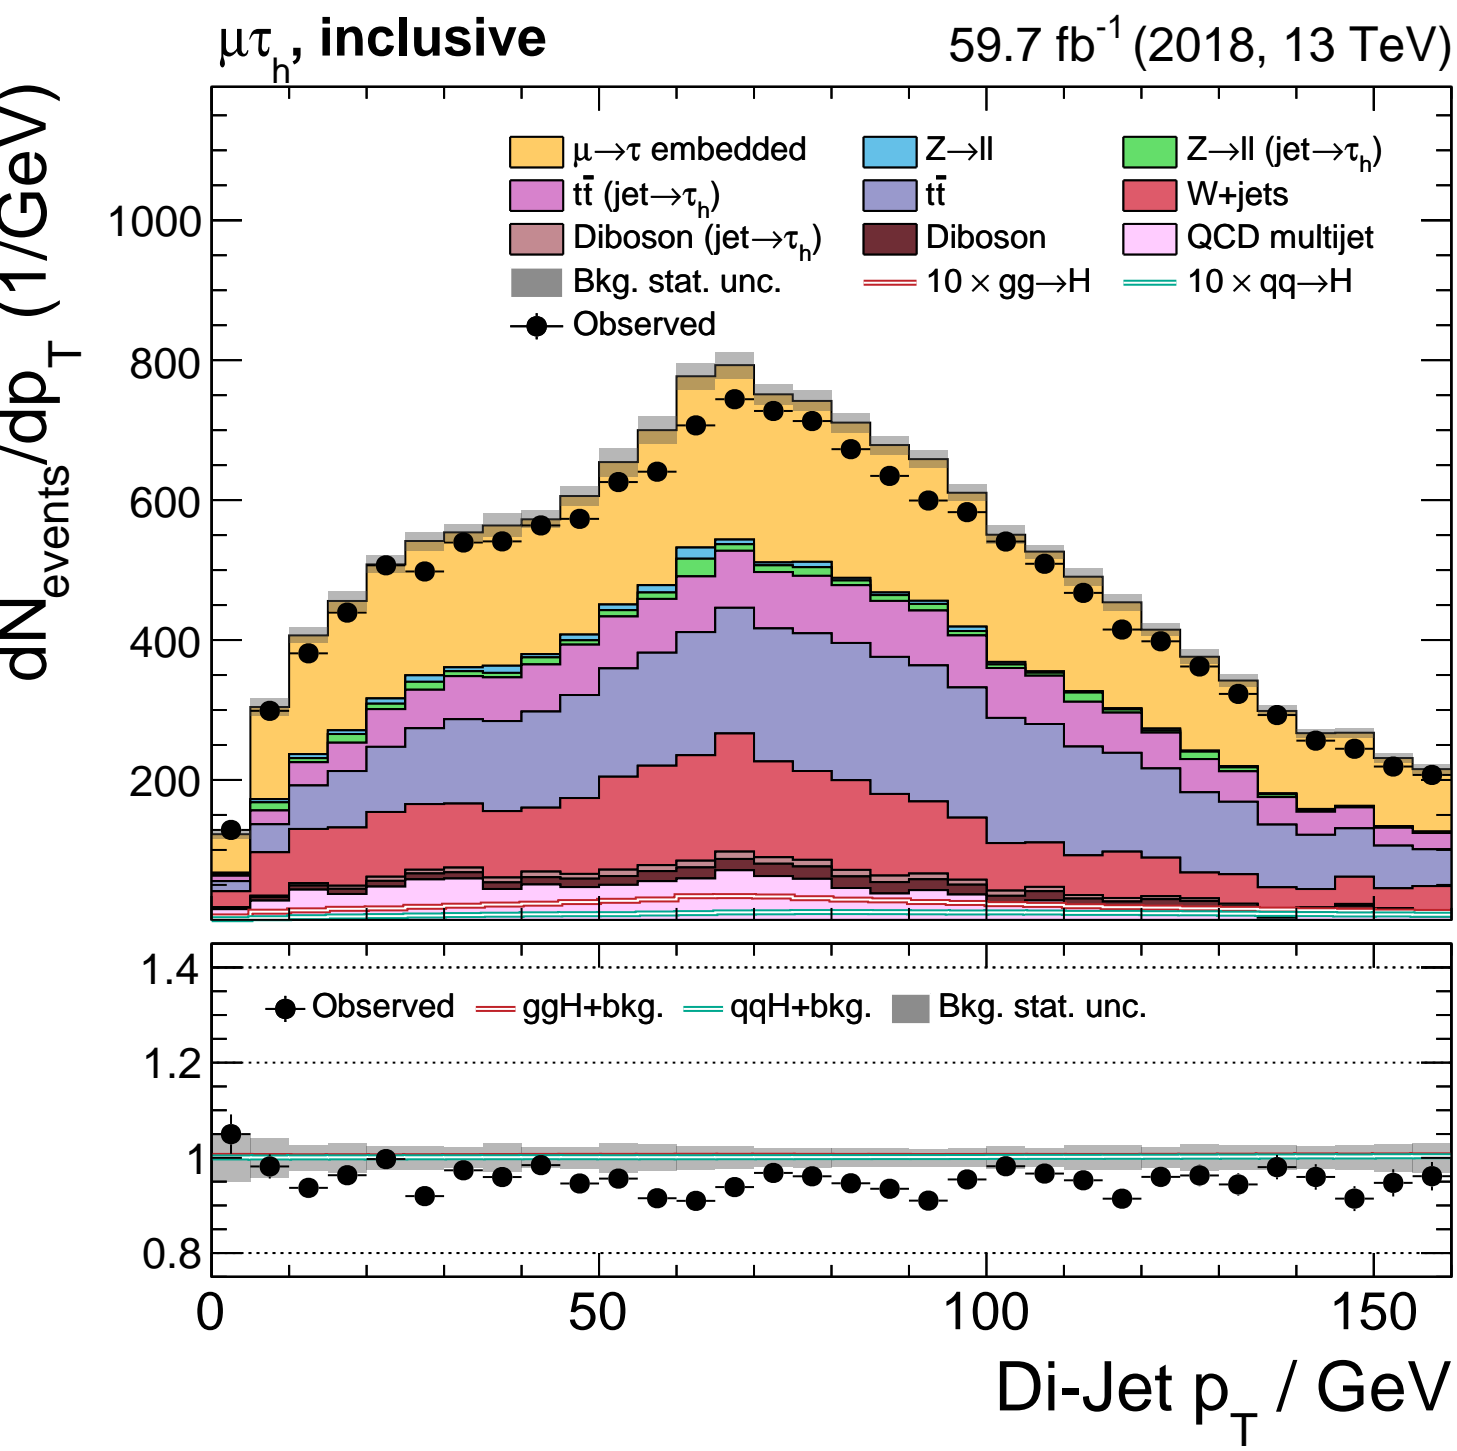 μτh, inclusive
59.7 fb-1 (2018, 13 TeV)
dNevents/dpT (1/GeV)
μ→τ embedded
Z→ll
Z→ll (jet→τh)
tt̄ (jet→τh)
tt̄
W+jets
Diboson (jet→τh)
Diboson
QCD multijet
Bkg. stat. unc.
10 × gg→H
10 × qq→H
Observed
1000
800
600
400
200
1.4
1.2
1
0.8
Observed
ggH+bkg.
qqH+bkg.
Bkg. stat. unc.
0
50
100
150
Di-Jet pT / GeV